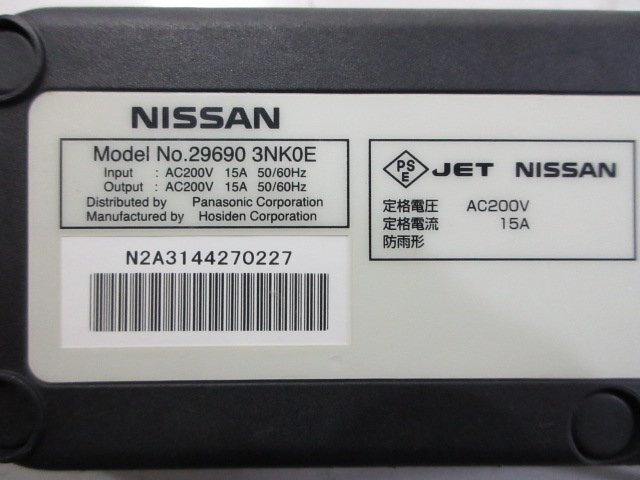 NISSAN
Model No.29690 3NK0E
Input : AC200V 15A 50/60Hz
Output : AC200V 15A 50/60Hz
Distributed by Panasonic Corporation
Manufactured by Hosiden Corporation
N2A3144270227
PS
E
JET NISSAN
定格電圧 AC200V
定格電流 15A
防雨形